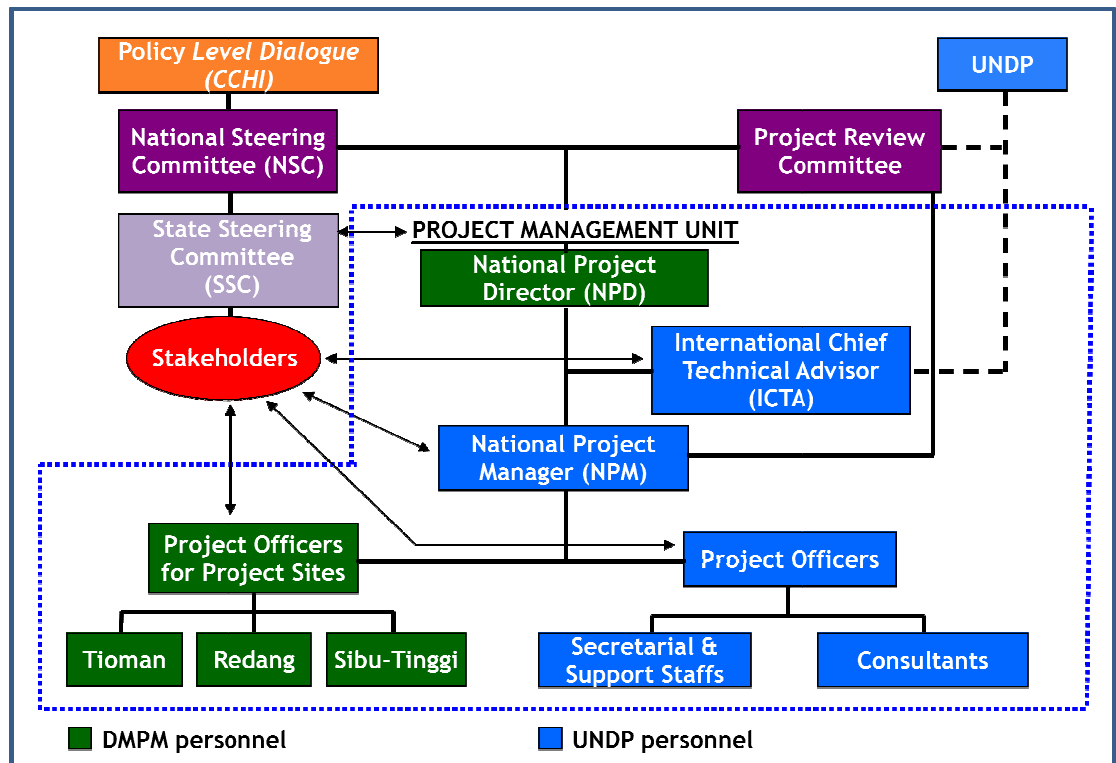 Policy Level Dialogue
(CCHI)
UNDP
National Steering
Committee (NSC)
Project Review
Committee
State Steering
Committee
(SSC)
PROJECT MANAGEMENT UNIT
National Project
Director (NPD)
Stakeholders
International Chief
Technical Advisor
(ICTA)
National Project
Manager (NPM)
Project Officers
for Project Sites
Project Officers
Tioman
Redang
Sibu-Tinggi
Secretarial &
Support Staffs
Consultants
DMPM personnel
UNDP personnel